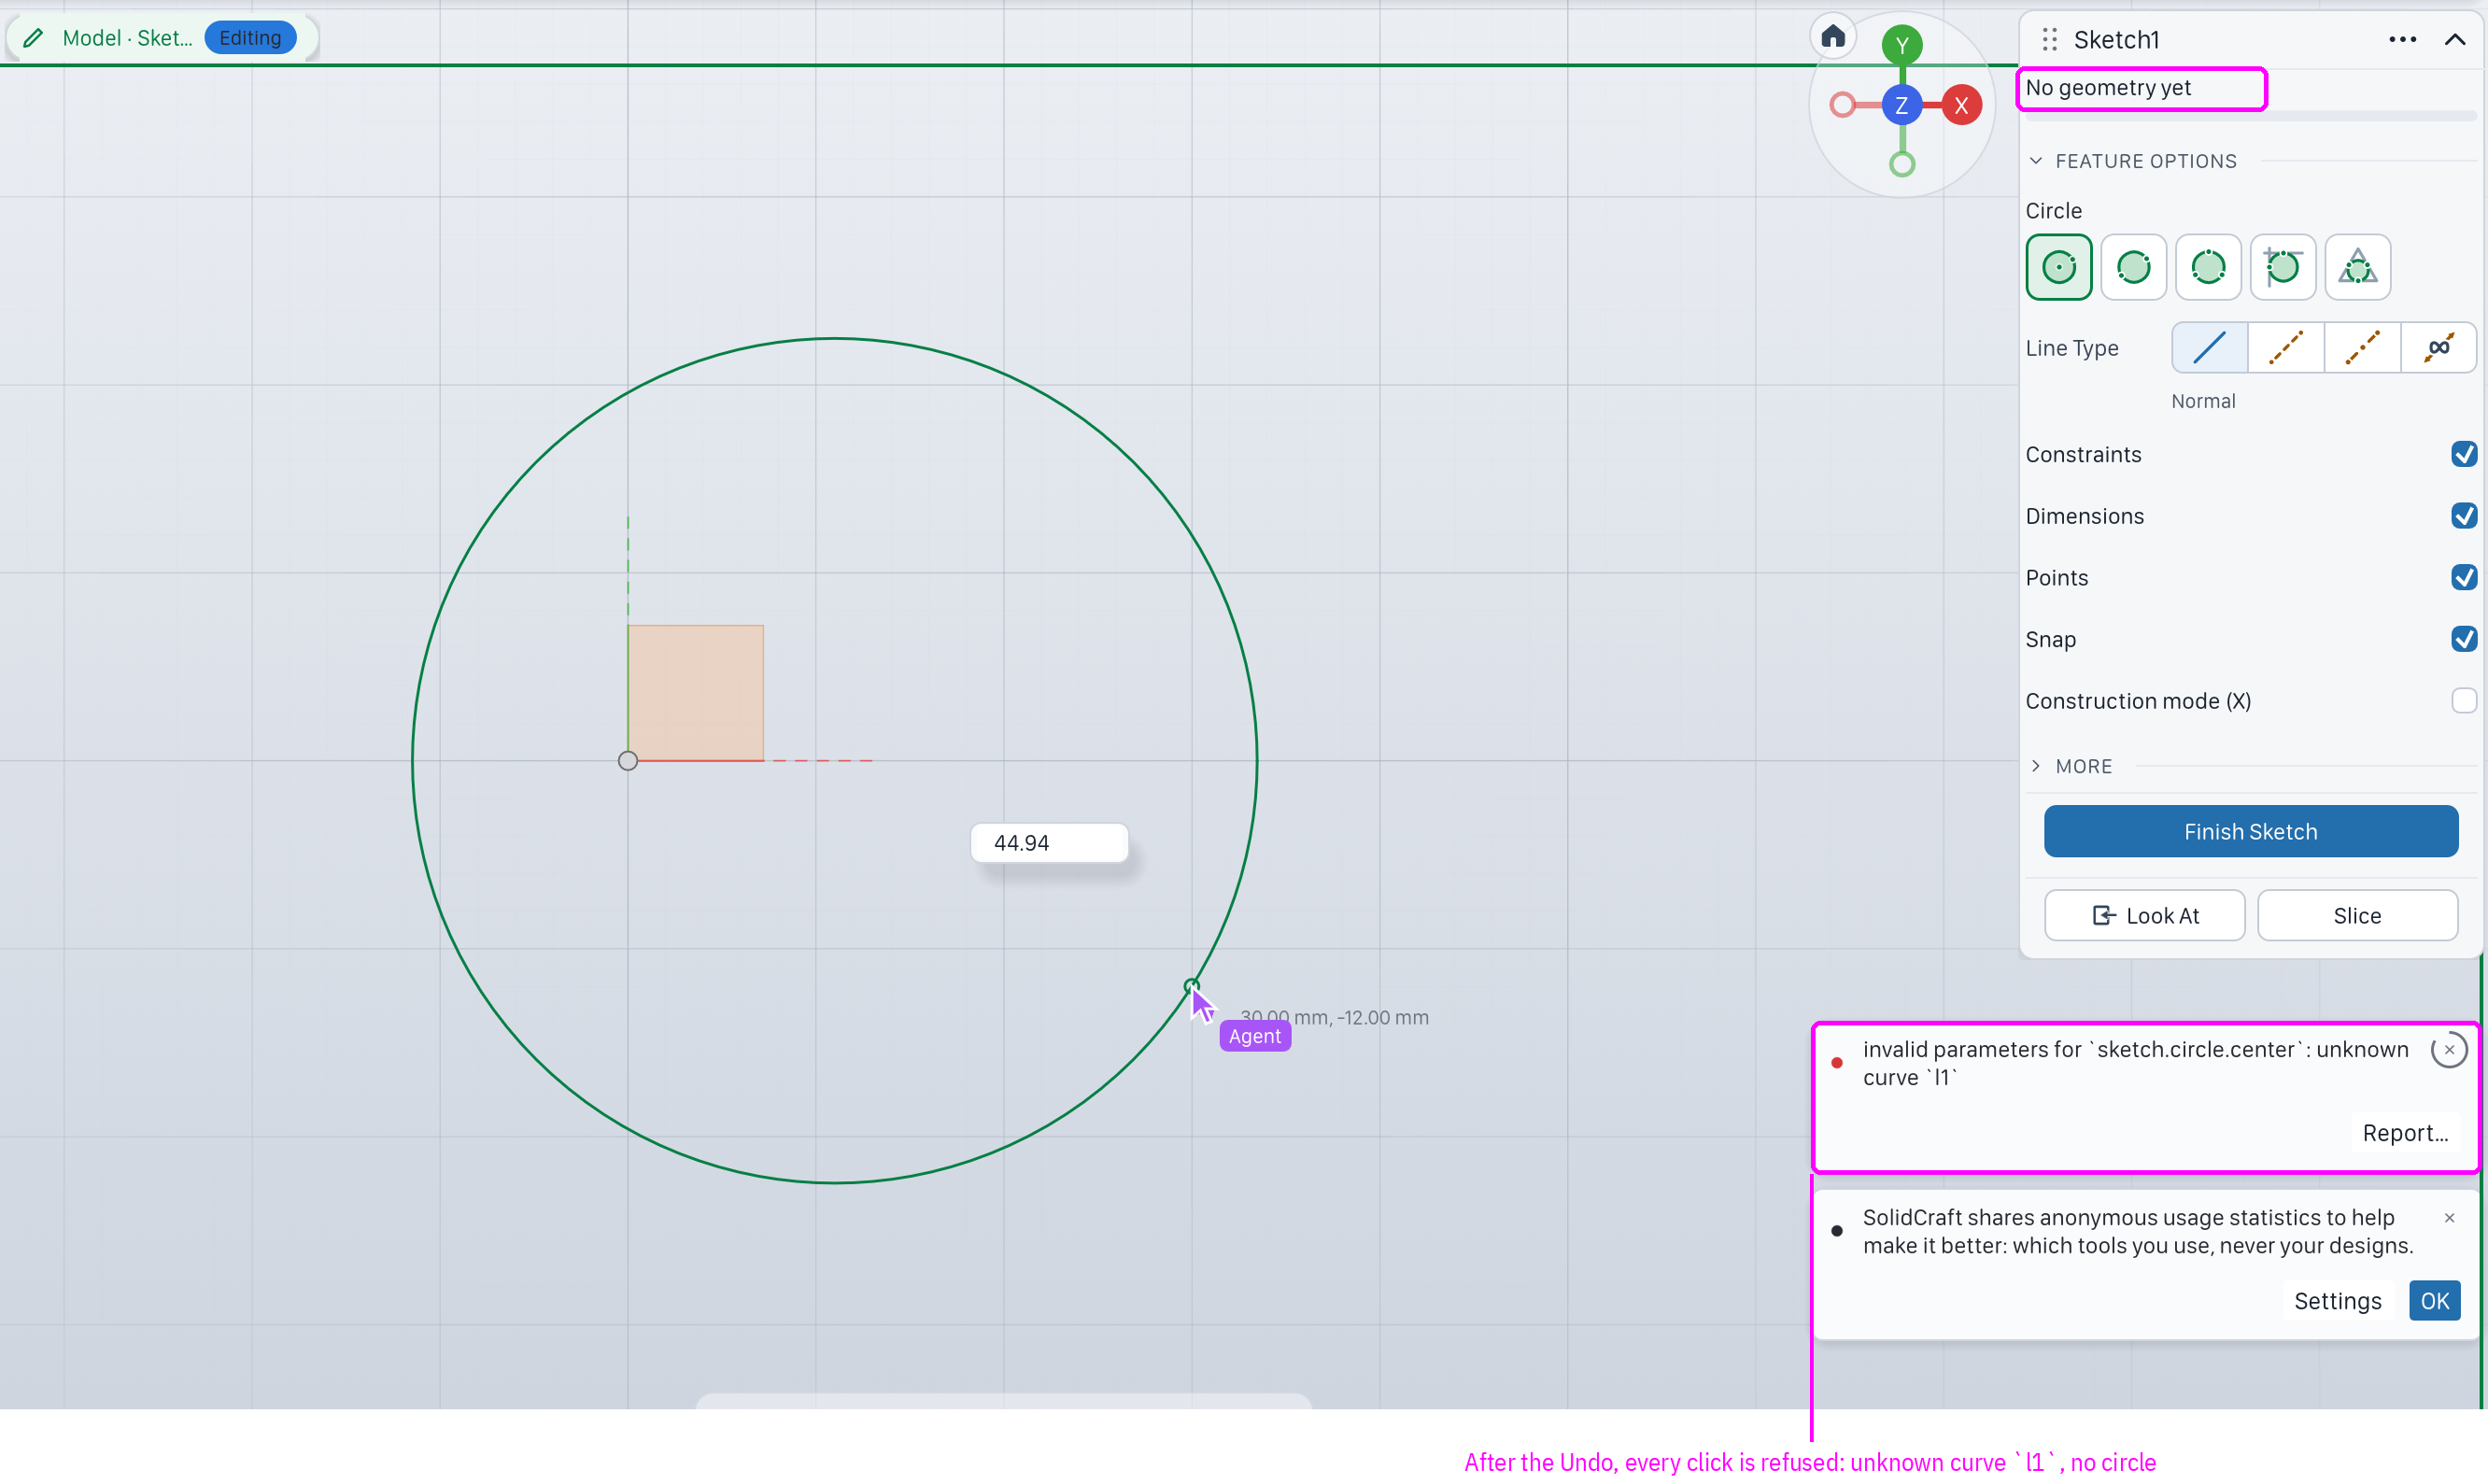 Model · Sket... Editing
Y
Z X
Sketch1
No geometry yet
FEATURE OPTIONS
Circle
Line Type
Normal
Constraints
Dimensions
Points
Snap
Construction mode (X)
MORE
Finish Sketch
Look At Slice
44.94
30.00 mm, -12.00 mm
Agent
invalid parameters for `sketch.circle.center`: unknown
curve `l1`
Report...
SolidCraft shares anonymous usage statistics to help
make it better: which tools you use, never your designs.
Settings OK
After the Undo, every click is refused: unknown curve `l1`, no circle